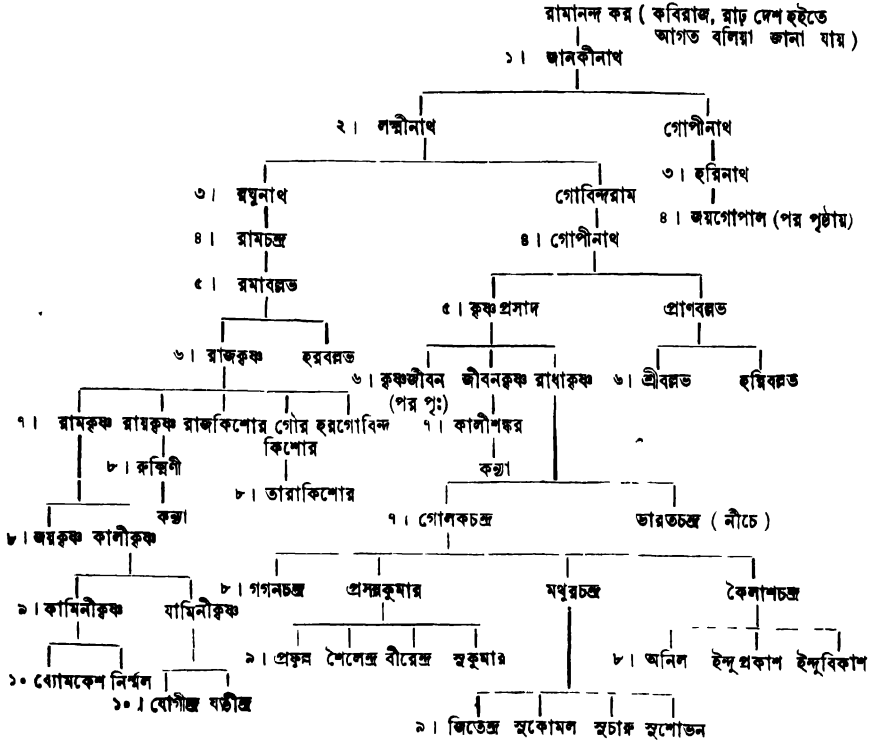 রামানন্দ কর ( কবিরাজ, রাঢ় দেশ হইতে
আগত বলিয়া জানা যায় )
১। জানকীনাথ
২। লক্ষ্মীনাথ গোপীনাথ
৩। হরিনাথ
৩। রঘুনাথ গোবিন্দরাম
৪। জয়গোপাল (পর পৃষ্ঠায়)
৪। রামচন্দ্র ৪। গোপীনাথ
৫। রমাবল্লভ
৫। কৃষ্ণপ্রসাদ প্রাণবল্লভ
৬। রাজকৃষ্ণ হরবল্লভ
৬। কৃষ্ণজীবন জীবনকৃষ্ণ রাধাকৃষ্ণ ৬। শ্রীবল্লভ হরিবল্লভ
(পর পৃঃ)
৭। রামকৃষ্ণ রায়কৃষ্ণ রাজকিশোর গৌর হরগোবিন্দ ৭। কালীশঙ্কর
কিশোর
৮। রুক্মিণী কন্যা
৮। তারাকিশোর
কন্যা ৭। গোলকচন্দ্র ভারতচন্দ্র ( নীচে )
৮। জয়কৃষ্ণ কালীকৃষ্ণ
৮। গগনচন্দ্র প্রসন্নকুমার মথুরচন্দ্র কৈলাশচন্দ্র
৯। কামিনীকৃষ্ণ যামিনীকৃষ্ণ
৯। প্রফুল্ল শৈলেন্দ্র বীরেন্দ্র সুকুমার ৮। অনিল ইন্দুপ্রকাশ ইন্দুবিকাশ
১০ ব্যোমকেশ নির্ম্মল
১০। যোগীন্দ্র যতীন্দ্র
৯। জিতেন্দ্র সুকোমল সুচারু সুশোভন